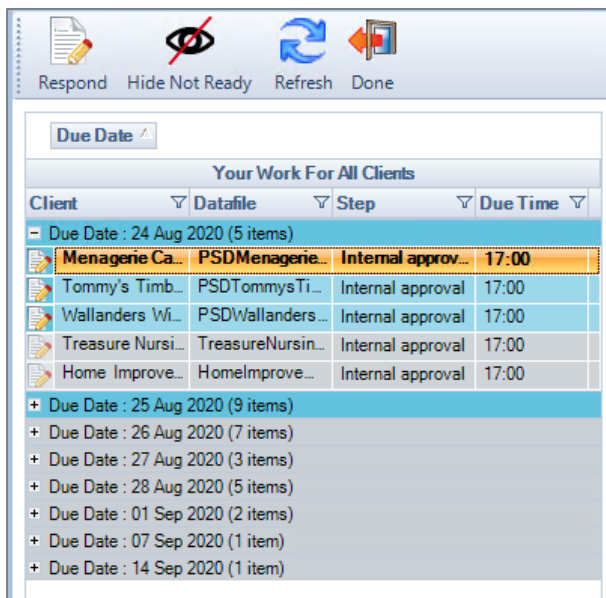 Respond Hide Not Ready Refresh Done
Due Date
Your Work For All Clients
Client Datafile Step Due Time
Due Date : 24 Aug 2020 (5 items)
Menagerie Ca... PSDMenagerie... Internal approv... 17:00
Tommy's Timb... PSDTommysTi... Internal approval 17:00
Wallanders Wi... PSDWallanders... Internal approval 17:00
Treasure Nursi... TreasureNursin... Internal approval 17:00
Home Improve... HomeImprove... Internal approval 17:00
Due Date : 25 Aug 2020 (9 items)
Due Date : 26 Aug 2020 (7 items)
Due Date : 27 Aug 2020 (3 items)
Due Date : 28 Aug 2020 (5 items)
Due Date : 01 Sep 2020 (2 items)
Due Date : 07 Sep 2020 (1 item)
Due Date : 14 Sep 2020 (1 item)